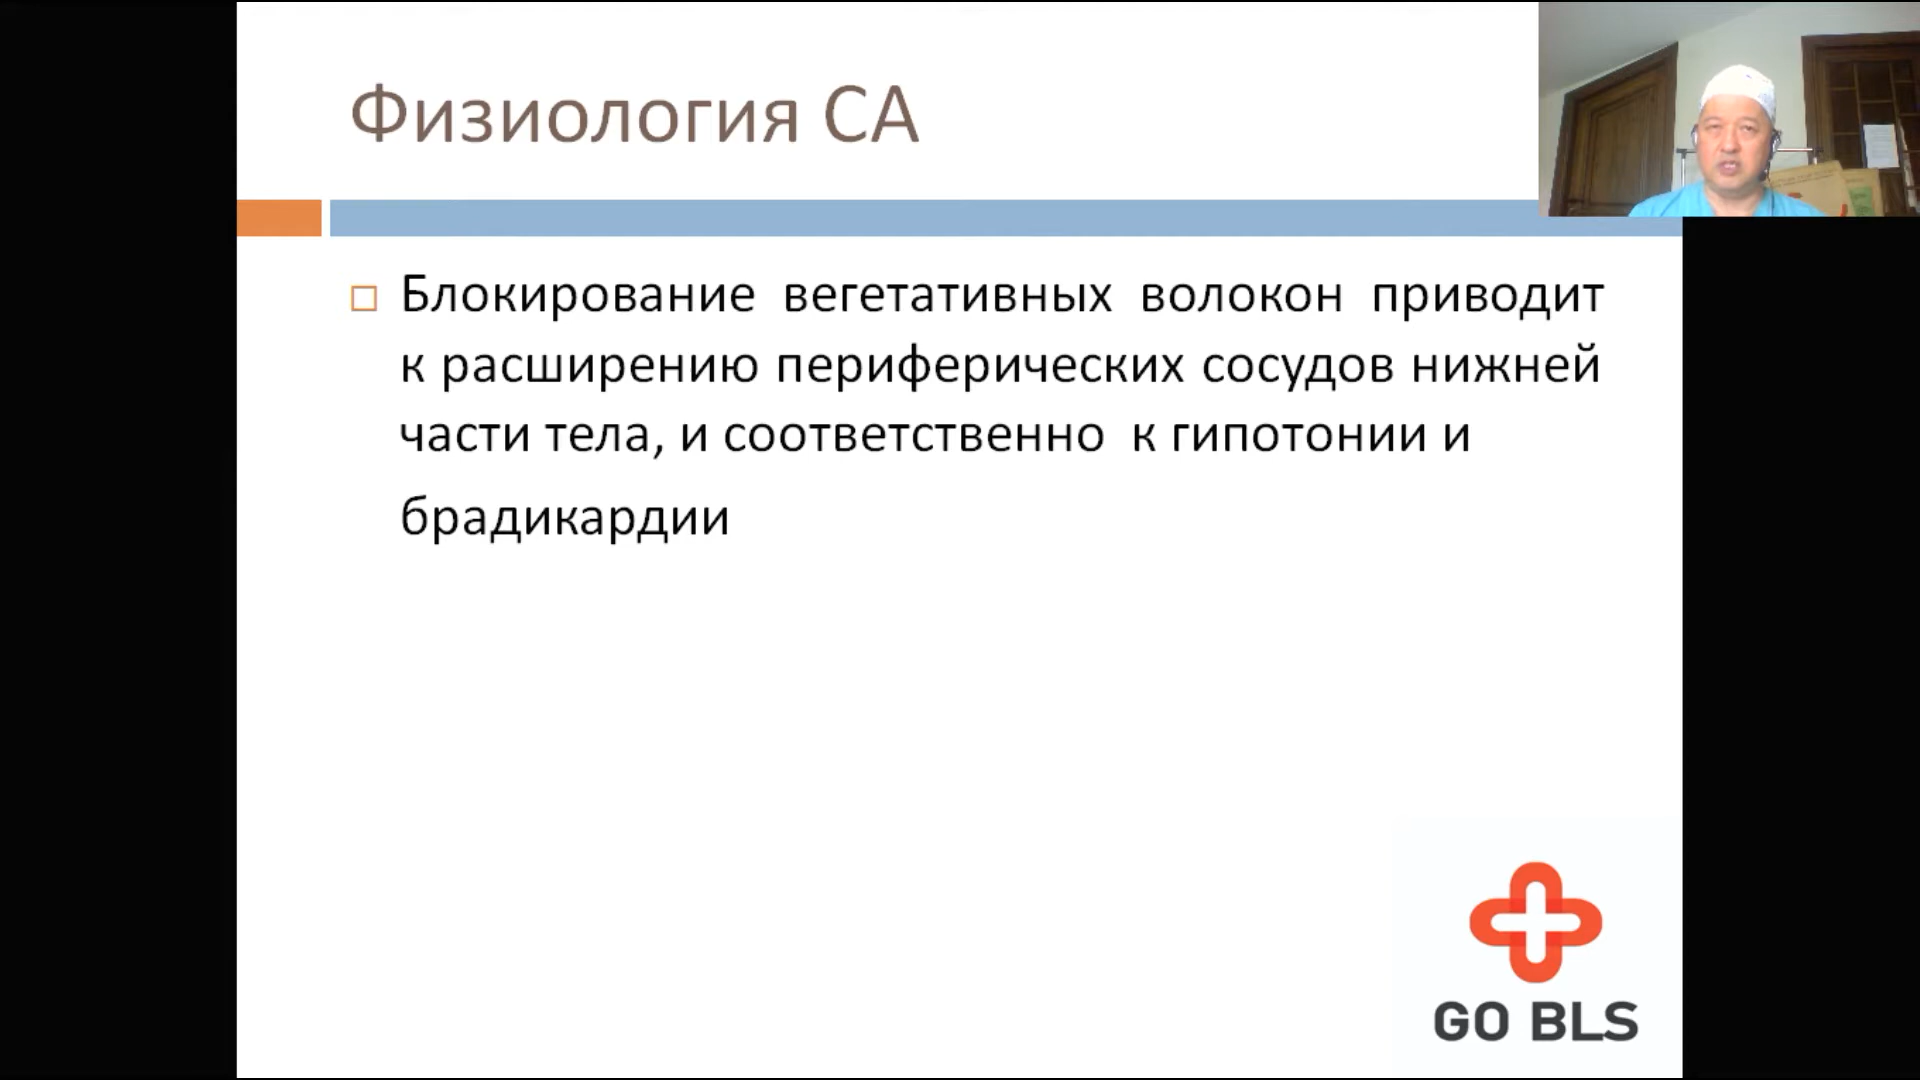 Физиология СА
Блокирование вегетативных волокон приводит
к расширению периферических сосудов нижней
части тела, и соответственно к гипотонии и
брадикардии
GO BLS